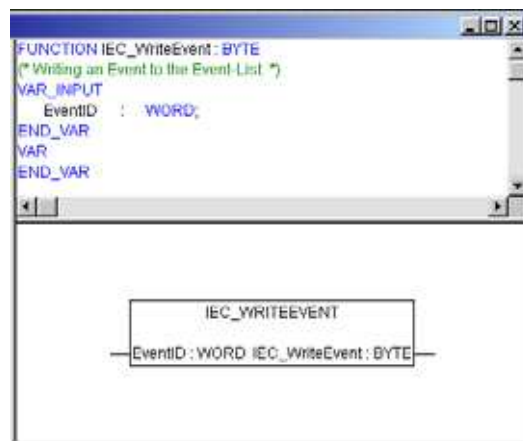 FUNCTION IEC_WriteEvent : BYTE
(* Writing an Event to the Event-List *)
VAR_INPUT
EventID : WORD;
END_VAR
VAR
END_VAR
IEC_WRITEEVENT
EventID : WORD IEC_WriteEvent : BYTE